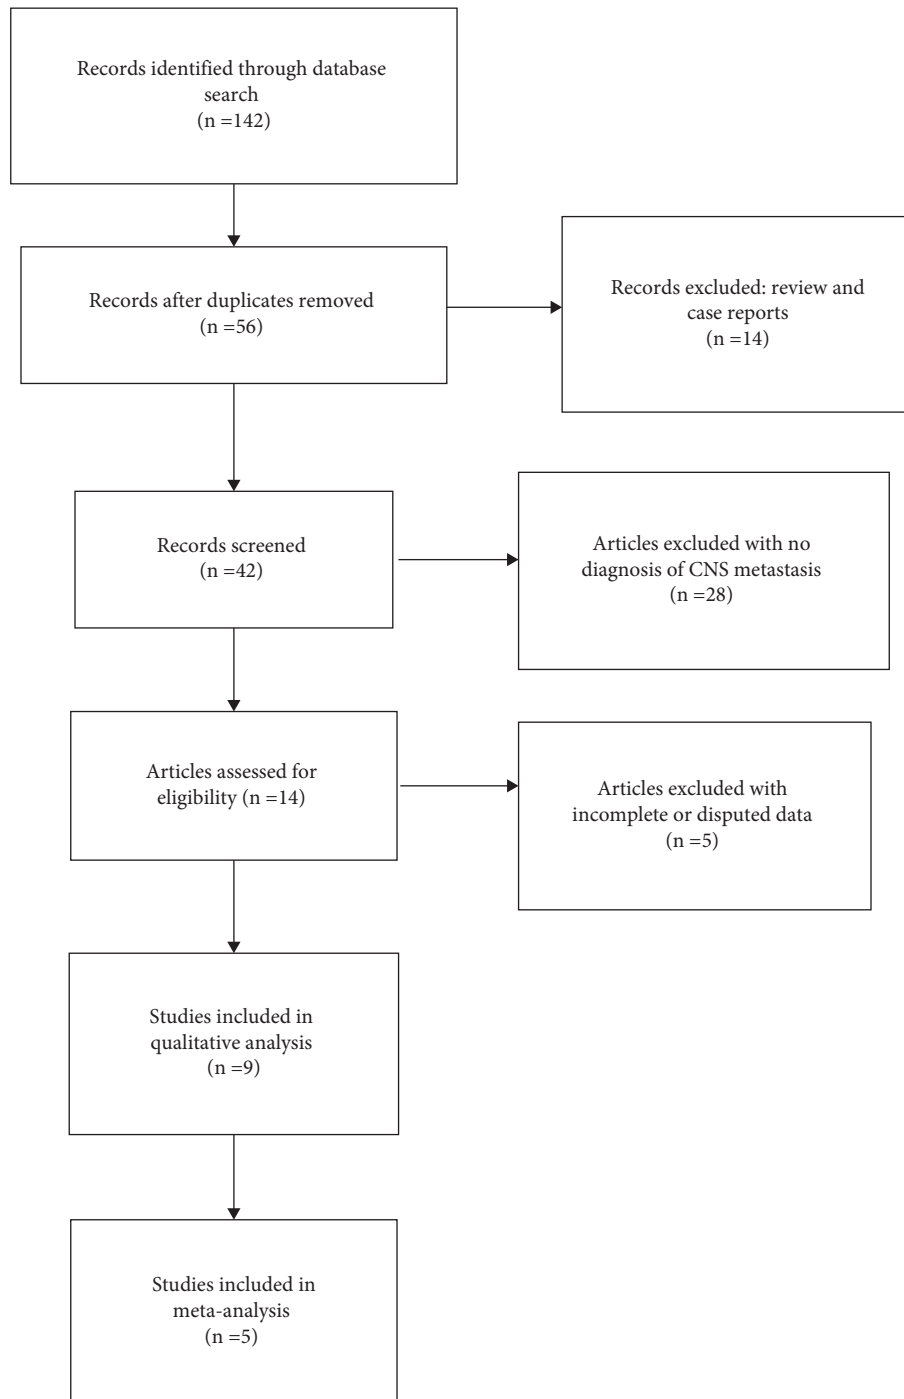 Records identified through database
search
(n =142)
Records after duplicates removed
(n =56)
Records excluded: review and
case reports
(n =14)
Records screened
(n =42)
Articles excluded with no
diagnosis of CNS metastasis
(n =28)
Articles assessed for
eligibility (n =14)
Articles excluded with
incomplete or disputed data
(n =5)
Studies included in
qualitative analysis
(n =9)
Studies included in
meta-analysis
(n =5)